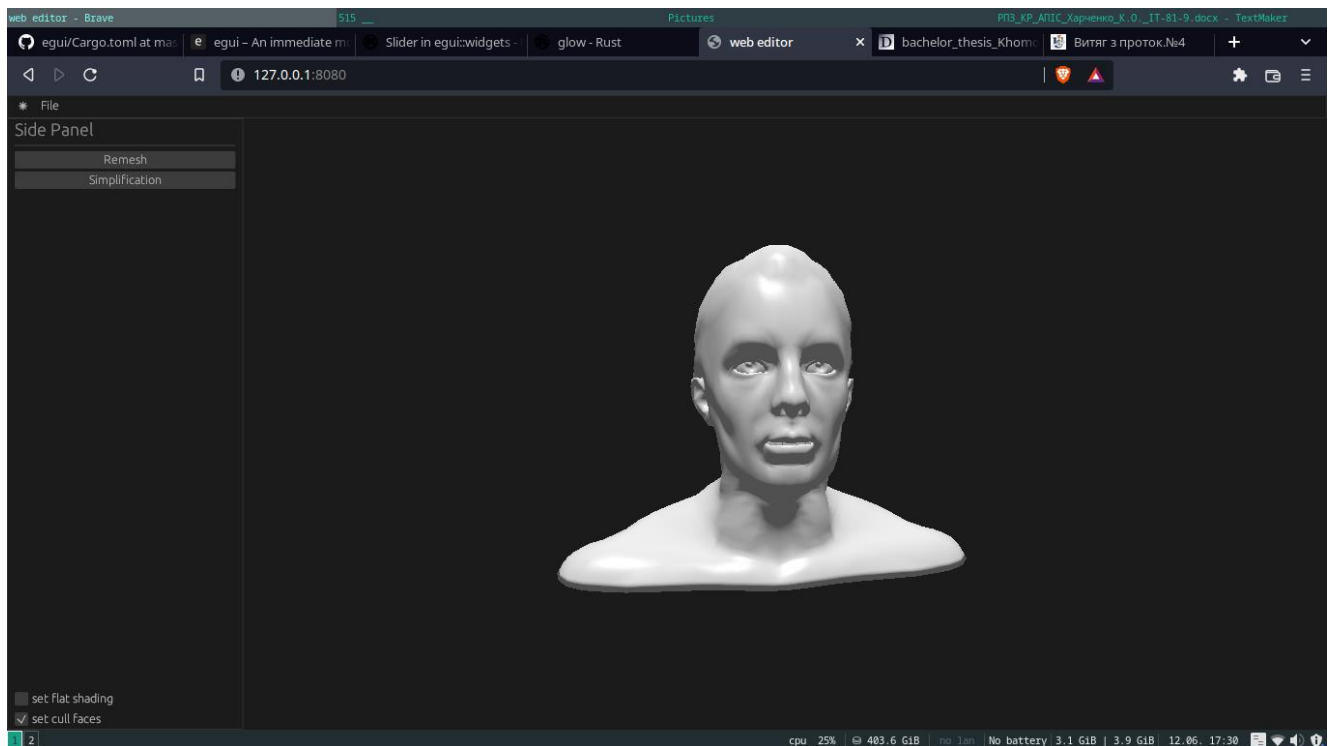 web editor - Brave 515 __ Pictures РПЗ_КР_АПІС_Харченко_К.О._ІТ-81-9.docx - TextMaker
egui/Cargo.toml at mas egui – An immediate mo Slider in egui::widgets - glow - Rust web editor bachelor_thesis_Khomo Витяг з проток.№4
127.0.0.1:8080
File
Side Panel
Remesh
Simplification
set flat shading
set cull faces
1 2 cpu 25% 403.6 GiB no lan No battery 3.1 GiB | 3.9 GiB 12.06. 17:30